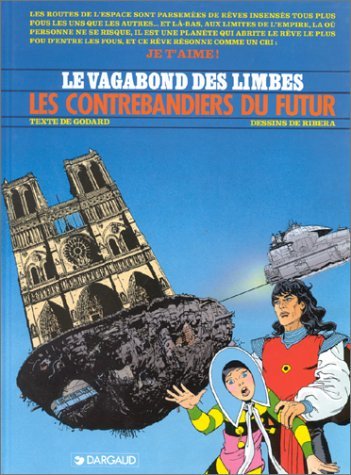 LES ROUTES DE L'ESPACE SONT PARSEMÉES DE RÊVES INSENSÉS TOUS PLUS
FOUS LES UNS QUE LES AUTRES... ET LÀ-BAS, AUX LIMITES DE L'EMPIRE, LA OÙ
PERSONNE NE SE RISQUE, IL EST UNE PLANÈTE QUI ABRITE LE RÊVE LE PLUS
FOU D'ENTRE LES FOUS, ET CE RÊVE RÉSONNE COMME UN CRI :
JE T'AIME !
LE VAGABOND DES LIMBES
LES CONTREBANDIERS DU FUTUR
TEXTE DE GODARD
DESSINS DE RIBERA
DARGAUD